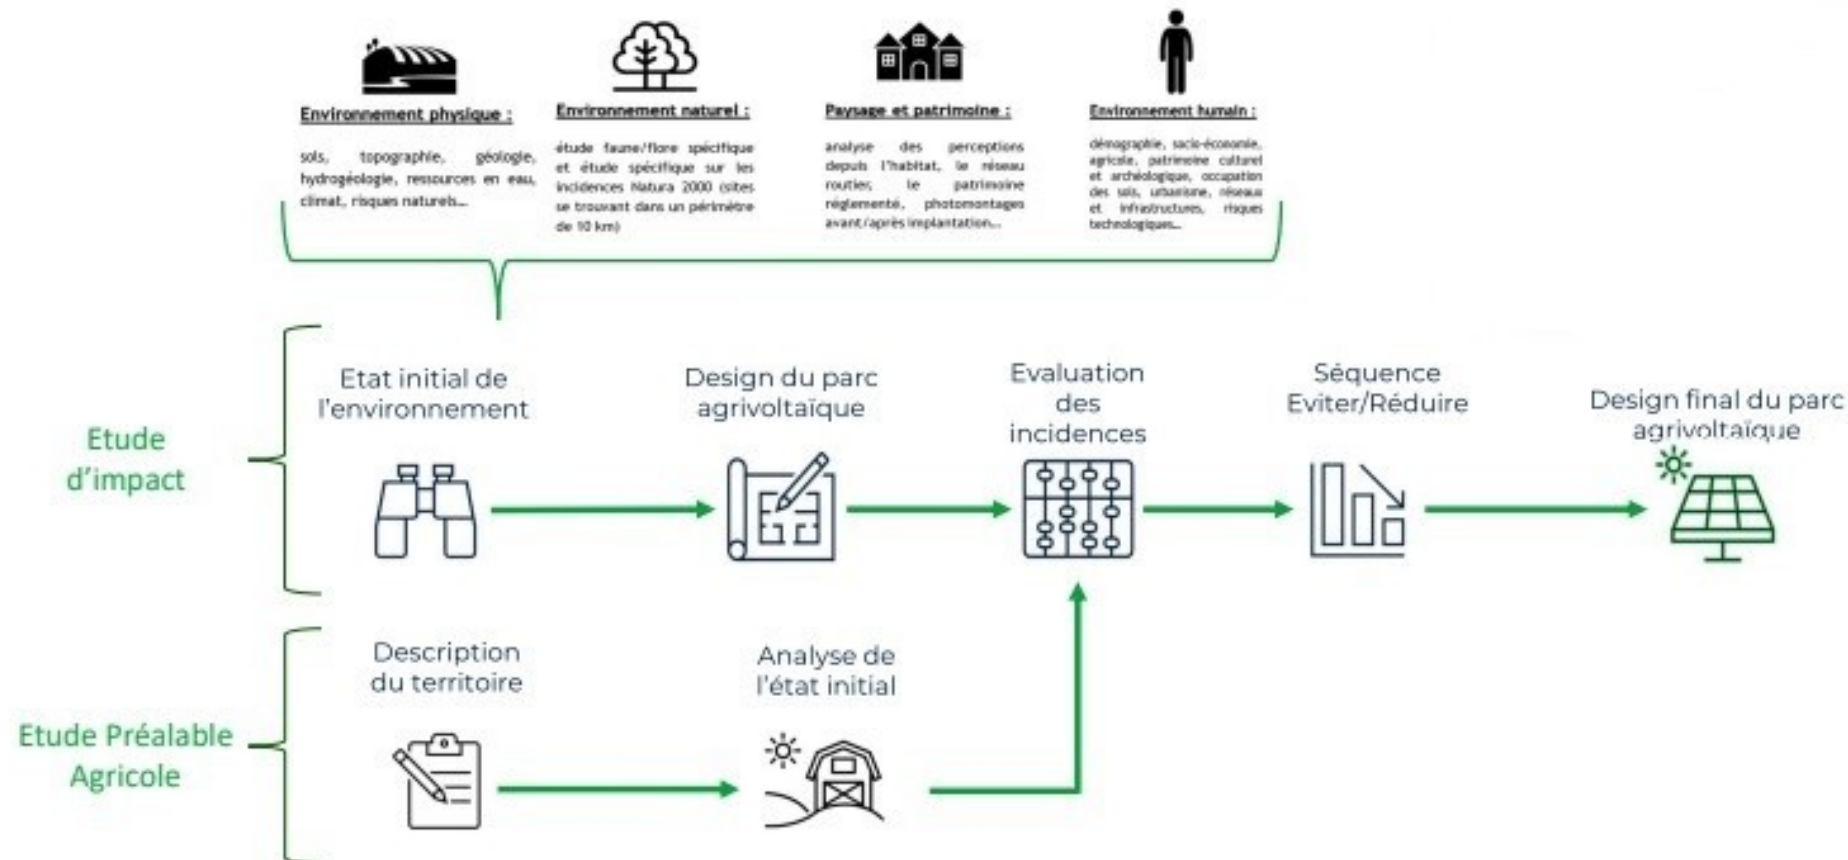 Environnement physique :
sols, topographie, géologie,
hydrogéologie, ressources en eau,
climat, risques naturels...
Environnement naturel :
étude faune/flore spécifique
et étude spécifique sur les
incidences Natura 2000 (sites
se trouvant dans un périmètre
de 10 km)
Paysage et patrimoine :
analyse des perceptions
depuis l'habitat, le réseau
routier, le patrimoine
réglementé, photomontages
avant/après implantation...
Environnement humain :
démographie, socio-économie,
agricole, patrimoine culturel
et archéologique, occupation
des sols, urbanisme, réseaux
et infrastructures, risques
technologiques...
Etude
d'impact
Etat initial de
l'environnement
Design du parc
agrivoltaïque
Evaluation
des
incidences
Séquence
Eviter/Réduire
Design final du parc
agrivoltaïque
Etude Préalable
Agricole
Description
du territoire
Analyse de
l'état initial